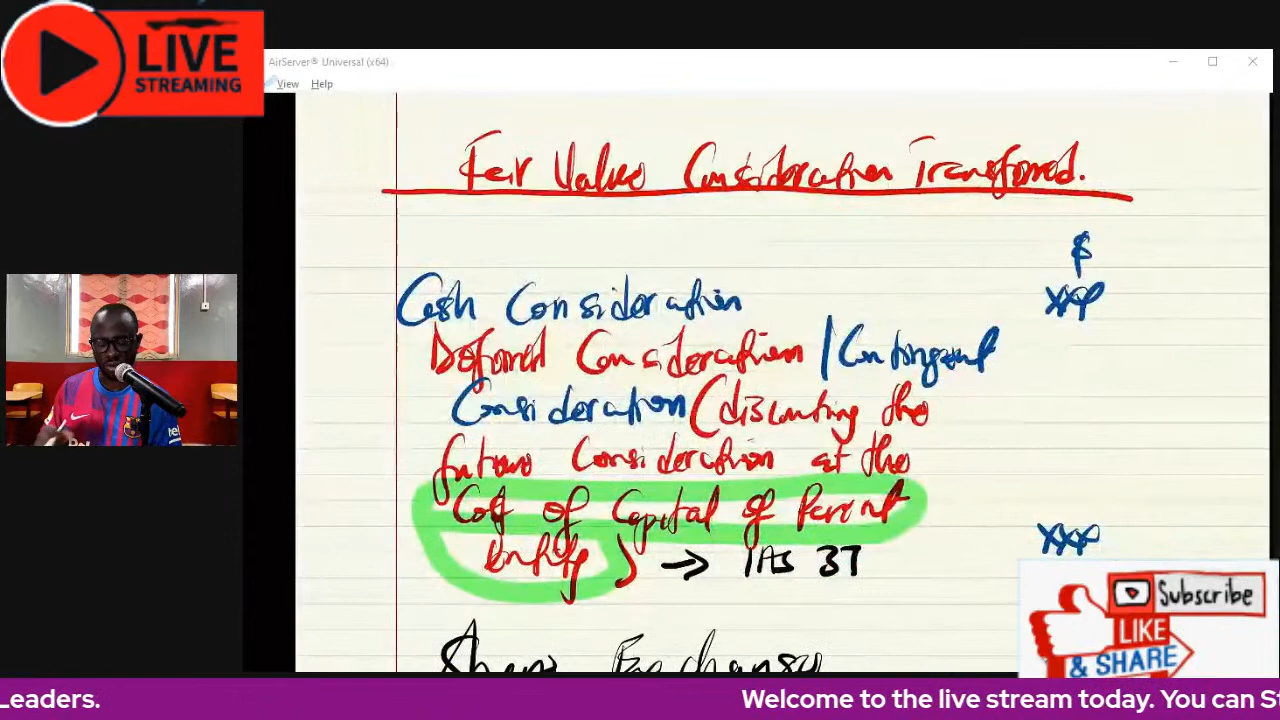 LIVE
STREAMING
AirServer® Universal (x64)
View Help
Fair Value Consideration Transferred.
$
Cash Consideration xxx
Deferred Consideration / Contingent
Consideration (discounting the
future Consideration at the
Cost of Capital of Parent
Entity) → IAS 37 xxx
Share Exchange
Subscribe
LIKE
& SHARE
Leaders. Welcome to the live stream today. You can St